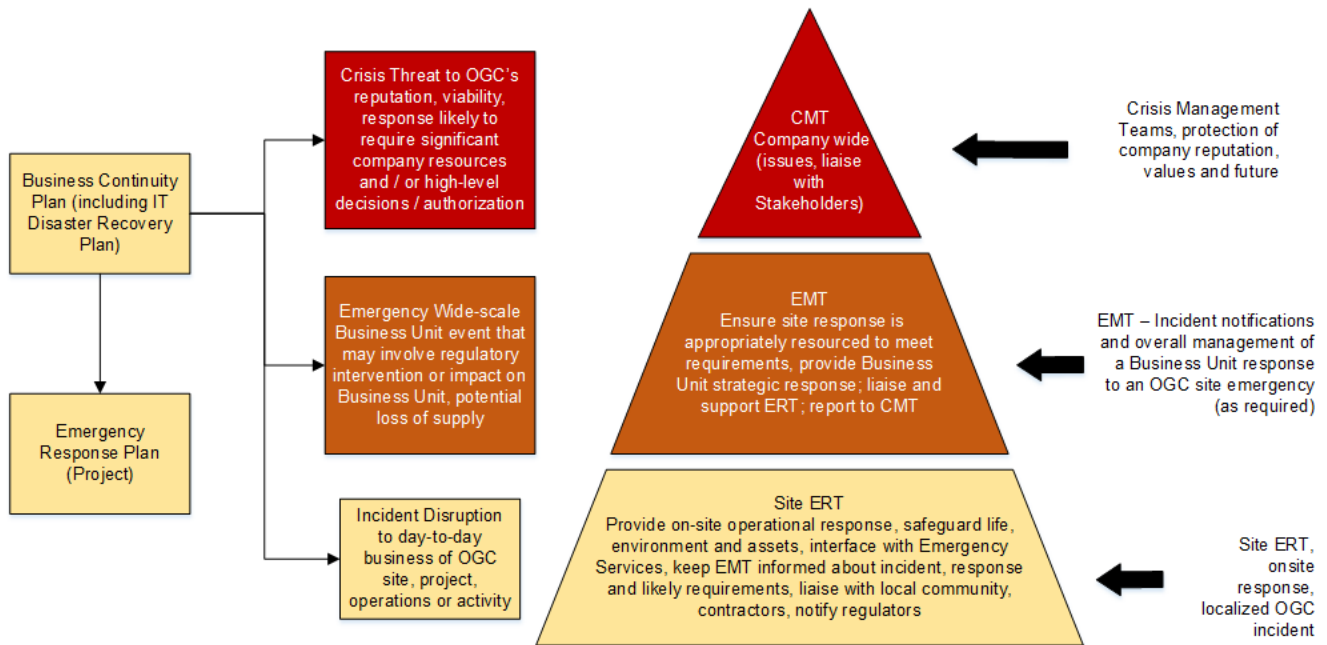 Business Continuity
Plan (including IT
Disaster Recovery
Plan)
Emergency
Response Plan
(Project)
Crisis Threat to OGC's
reputation, viability,
response likely to
require significant
company resources
and / or high-level
decisions / authorization
Emergency Wide-scale
Business Unit event that
may involve regulatory
intervention or impact on
Business Unit, potential
loss of supply
Incident Disruption
to day-to-day
business of OGC
site, project,
operations or activity
CMT
Company wide
(issues, liaise
with
Stakeholders)
EMT
Ensure site response is
appropriately resourced to meet
requirements, provide Business
Unit strategic response; liaise and
support ERT; report to CMT
Site ERT
Provide on-site operational response, safeguard life,
environment and assets, interface with Emergency
Services, keep EMT informed about incident, response
and likely requirements, liaise with local community,
contractors, notify regulators
Crisis Management
Teams, protection of
company reputation,
values and future
EMT – Incident notifications
and overall management of
a Business Unit response
to an OGC site emergency
(as required)
Site ERT,
onsite
response,
localized OGC
incident